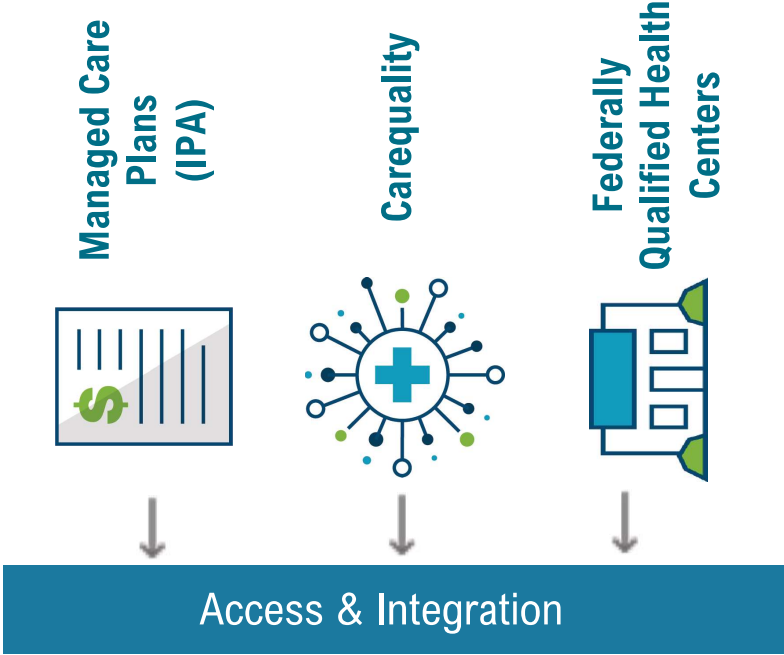 Managed Care
Plans
(IPA)
Carequality
Federally
Qualified Health
Centers
$
Access & Integration